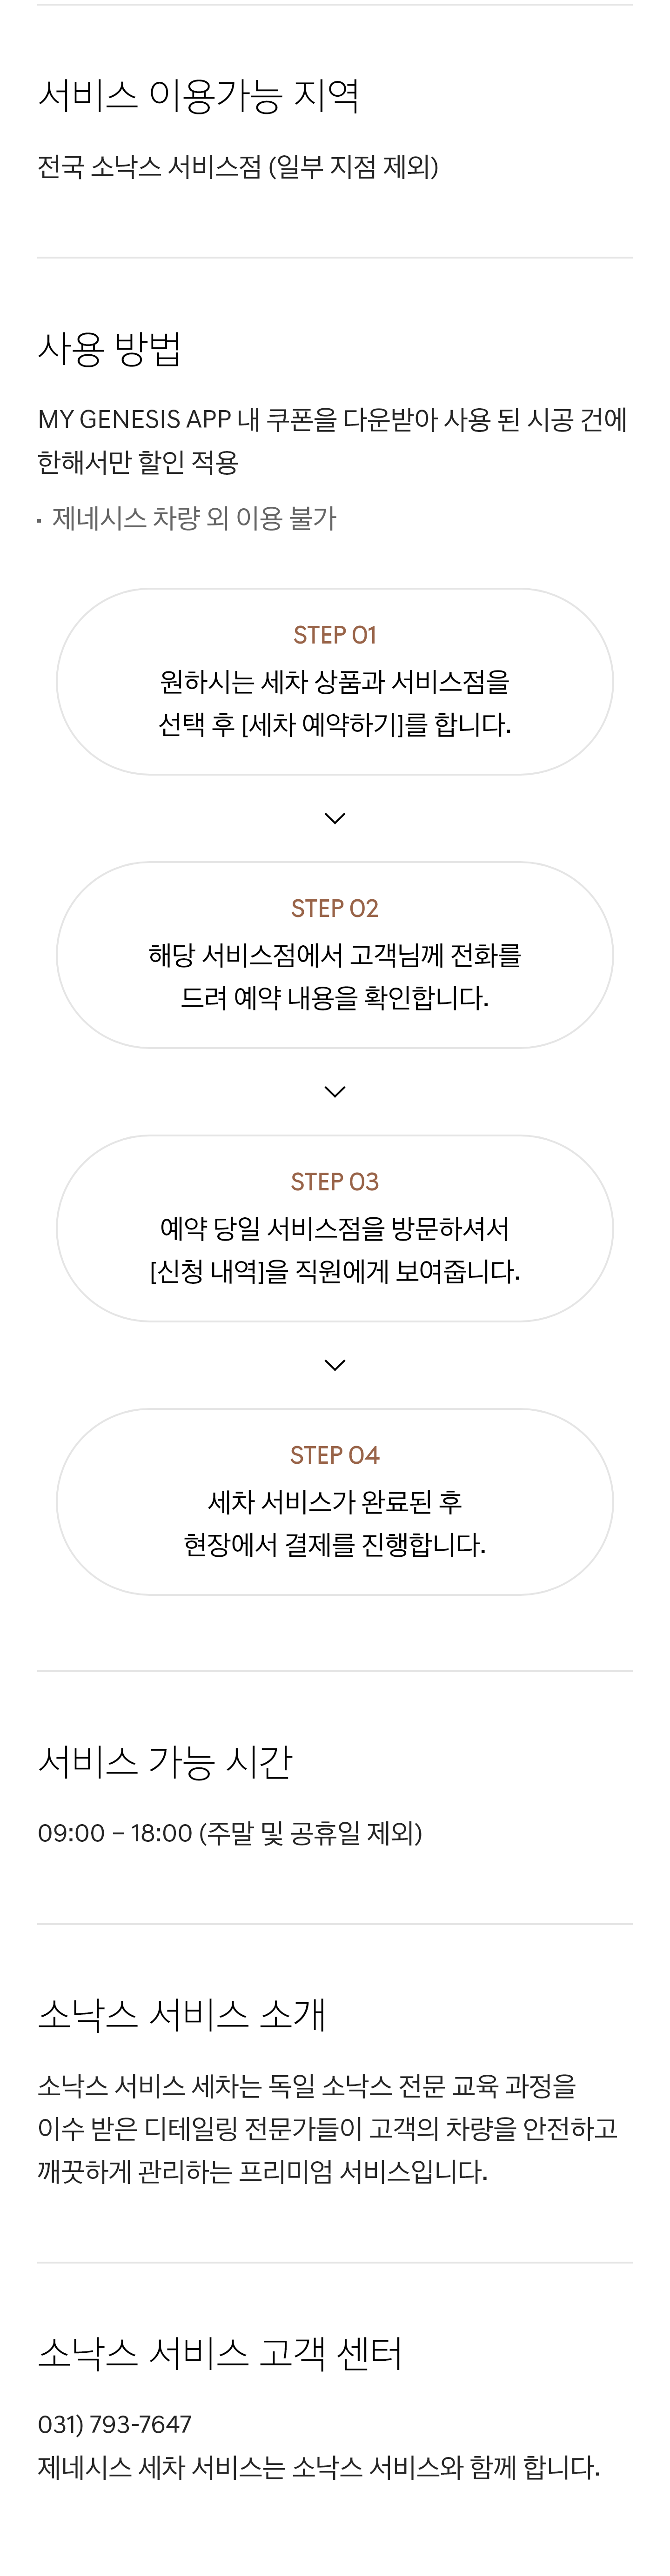 서비스 이용가능 지역
전국 소낙스 서비스점 (일부 지점 제외)
사용 방법
MY GENESIS APP 내 쿠폰을 다운받아 사용 된 시공 건에
한해서만 할인 적용
· 제네시스 차량 외 이용 불가
STEP 01
원하시는 세차 상품과 서비스점을
선택 후 [세차 예약하기]를 합니다.
STEP 02
해당 서비스점에서 고객님께 전화를
드려 예약 내용을 확인합니다.
STEP 03
예약 당일 서비스점을 방문하셔서
[신청 내역]을 직원에게 보여줍니다.
STEP 04
세차 서비스가 완료된 후
현장에서 결제를 진행합니다.
서비스 가능 시간
09:00 – 18:00 (주말 및 공휴일 제외)
소낙스 서비스 소개
소낙스 서비스 세차는 독일 소낙스 전문 교육 과정을
이수 받은 디테일링 전문가들이 고객의 차량을 안전하고
깨끗하게 관리하는 프리미엄 서비스입니다.
소낙스 서비스 고객 센터
031) 793-7647
제네시스 세차 서비스는 소낙스 서비스와 함께 합니다.